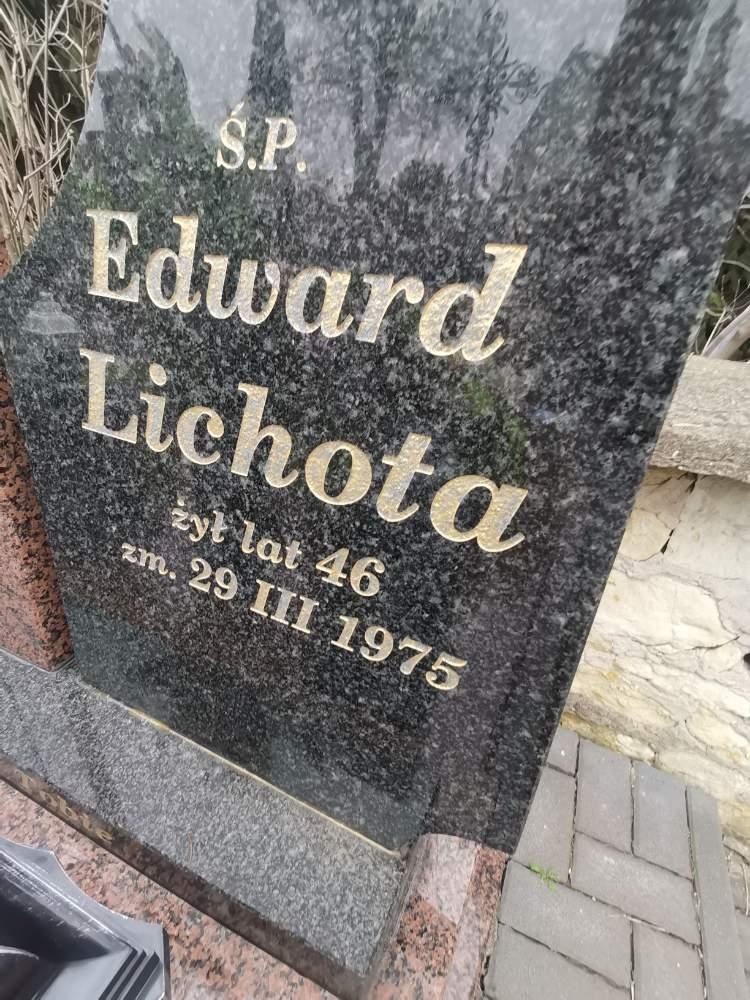 Ś.P.
Edward
Lichota
żył lat 46
zm. 29 III 1975